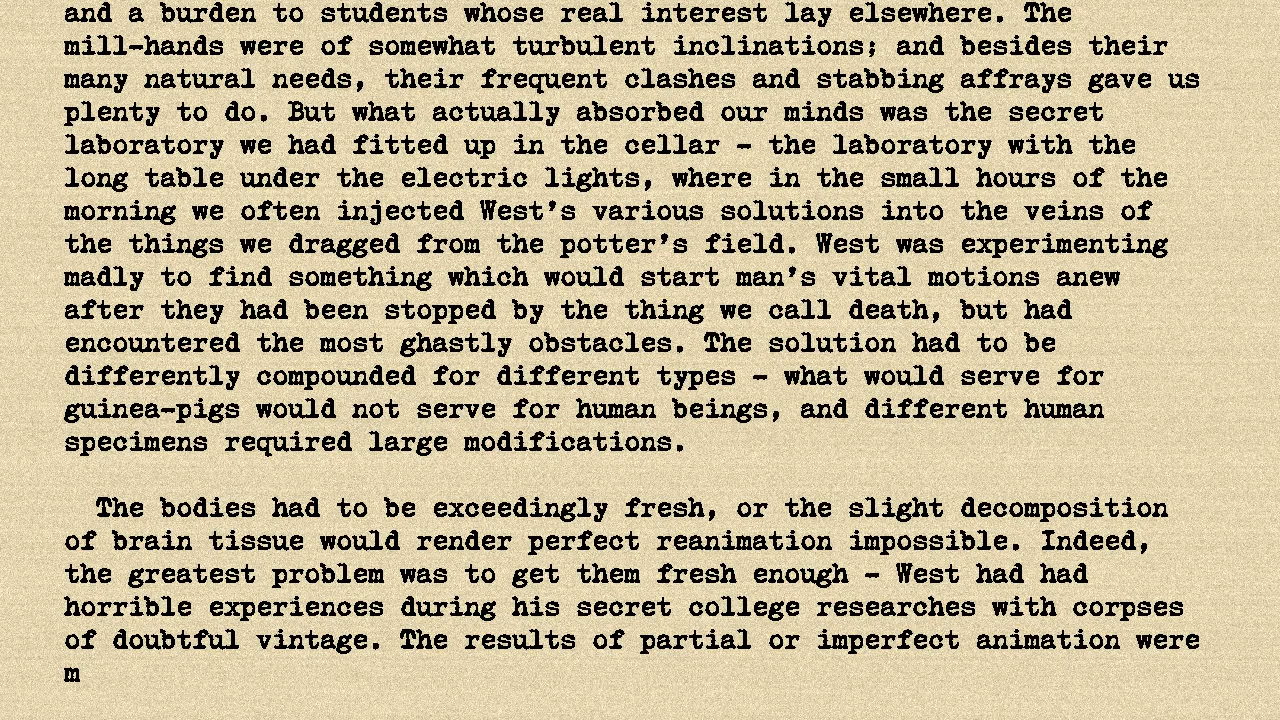 and a burden to students whose real interest lay elsewhere. The
mill-hands were of somewhat turbulent inclinations; and besides their
many natural needs, their frequent clashes and stabbing affrays gave us
plenty to do. But what actually absorbed our minds was the secret
laboratory we had fitted up in the cellar – the laboratory with the
long table under the electric lights, where in the small hours of the
morning we often injected West's various solutions into the veins of
the things we dragged from the potter's field. West was experimenting
madly to find something which would start man's vital motions anew
after they had been stopped by the thing we call death, but had
encountered the most ghastly obstacles. The solution had to be
differently compounded for different types – what would serve for
guinea-pigs would not serve for human beings, and different human
specimens required large modifications.
The bodies had to be exceedingly fresh, or the slight decomposition
of brain tissue would render perfect reanimation impossible. Indeed,
the greatest problem was to get them fresh enough – West had had
horrible experiences during his secret college researches with corpses
of doubtful vintage. The results of partial or imperfect animation were
m